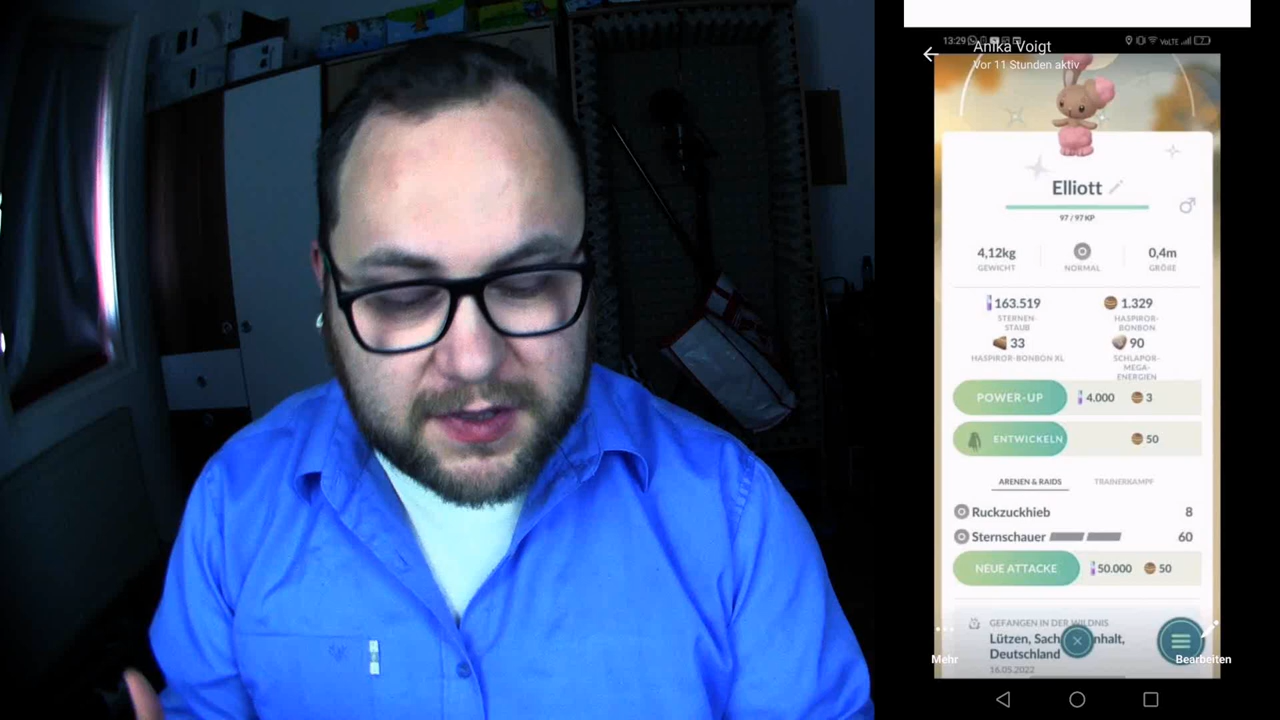 13:29
VoLTE
7
Anika Voigt
Vor 11 Stunden aktiv
Elliott
97 / 97 KP
4,12kg
GEWICHT
NORMAL
0,4m
GRÖßE
163.519
STERNEN-
STAUB
1.329
HASPIROR-
BONBON
33
HASPIROR-BONBON XL
90
SCHLAPOR-
MEGA-
ENERGIEN
POWER-UP
4.000
3
ENTWICKELN
50
ARENEN & RAIDS
TRAINERKAMPF
Ruckzuckhieb
8
Sternschauer
60
NEUE ATTACKE
50.000
50
GEFANGEN IN DER WILDNIS
Lützen,
Deutschland
16.05.2022
Mehr
Bearbeiten